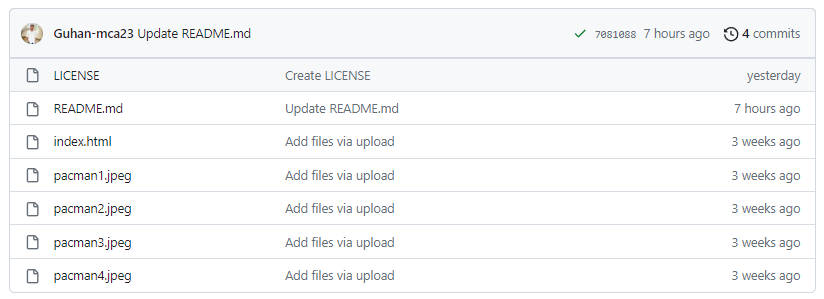 Guhan-mca23 Update README.md 7081088 7 hours ago 4 commits
LICENSE Create LICENSE yesterday
README.md Update README.md 7 hours ago
index.html Add files via upload 3 weeks ago
pacman1.jpeg Add files via upload 3 weeks ago
pacman2.jpeg Add files via upload 3 weeks ago
pacman3.jpeg Add files via upload 3 weeks ago
pacman4.jpeg Add files via upload 3 weeks ago